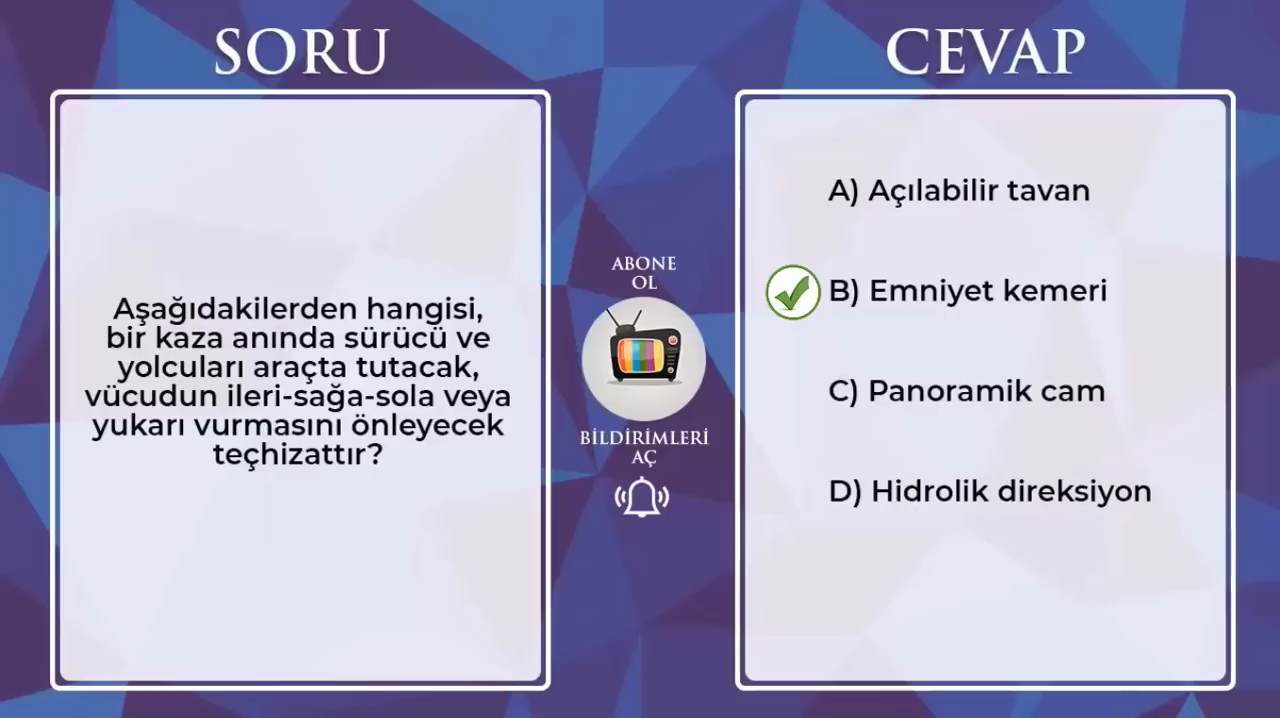 SORU
Aşağıdakilerden hangisi,
bir kaza anında sürücü ve
yolcuları araçta tutacak,
vücudun ileri-sağa-sola veya
yukarı vurmasını önleyecek
teçhizattır?
ABONE
OL
BİLDİRİMLERİ
AÇ
CEVAP
A) Açılabilir tavan
B) Emniyet kemeri
C) Panoramik cam
D) Hidrolik direksiyon